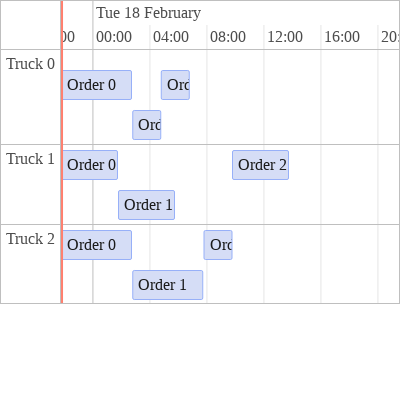 Tue 18 February
00:00 04:00 08:00 12:00 16:00
Truck 0
Order 0
Truck 1
Order 0 Order 2
Order 1
Truck 2
Order 0
Order 1